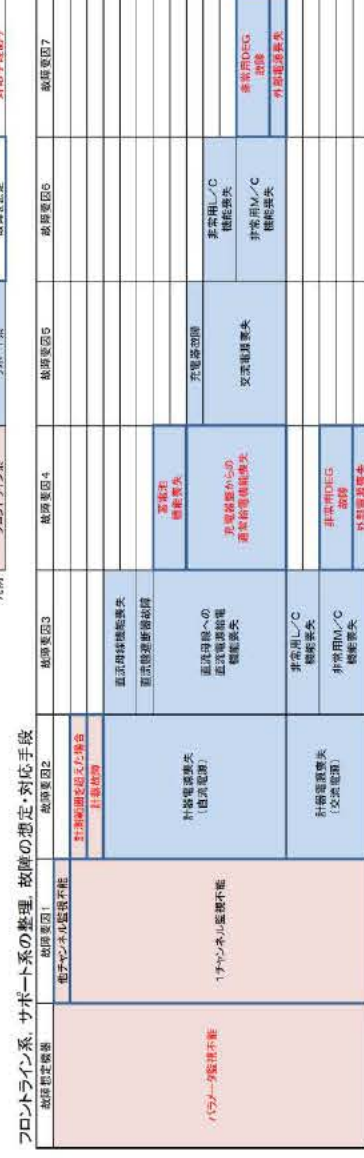 フロントライン系，サポート系の整理，故障の想定・対応手段
故障想定機器
故障要因1
故障要因2
故障要因3
故障要因4
故障要因5
故障要因6
故障要因7
パラメータ監視不能
他チャンネル監視不能
1チャンネル監視不能
計測範囲を超えた場合
計器故障
計器電源喪失
（直流電源）
計器電源喪失
（交流電源）
直流母線機能喪失
直流盤遮断器故障
直流母線への
直流電源給電
機能喪失
非常用L／C
機能喪失
非常用M／C
機能喪失
蓄電池
機能喪失
充電器盤からの
直流給電機能喪失
非常用DEG
故障
外部電源喪失
充電器故障
交流電源喪失
非常用L／C
機能喪失
非常用M／C
機能喪失
非常用DEG
故障
外部電源喪失